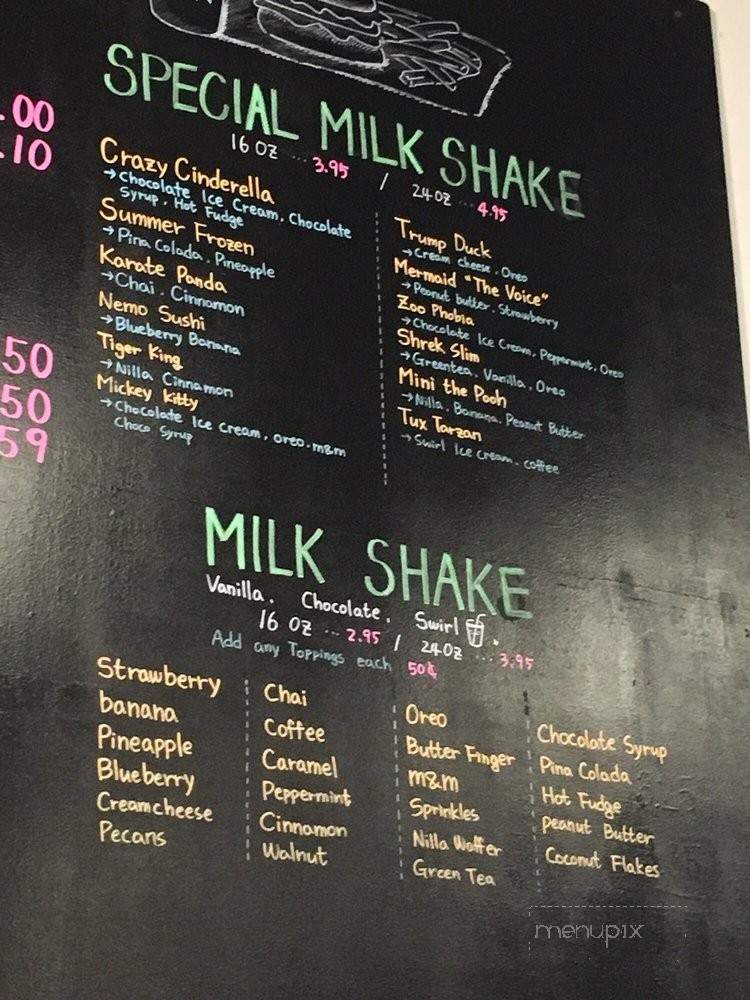 .00
.10
50
50
59
SPECIAL MILK SHAKE
16 OZ ... 3.95 / 24OZ ... 4.95
Crazy Cinderella
→ Chocolate Ice Cream, Chocolate
Syrup, Hot Fudge
Summer Frozen
→ Pina Colada, Pineapple
Karate Panda
→ Chai, Cinnamon
Nemo Sushi
→ Blueberry Banana
Tiger King
→ Nilla Cinnamon
Mickey Kitty
→ Chocolate Ice Cream, oreo, m&m
Choco Syrup
Trump Duck
→ Cream cheese, Oreo
Mermaid "The Voice"
→ Peanut butter, Strawberry
Zoo Phobia
→ Chocolate Ice Cream, Peppermint, Oreo
Shrek Slim
→ Greentea, Vanilla, Oreo
Mini the Pooh
→ Nilla, Banana, Peanut Butter
Tux Tarzan
→ Swirl Ice Cream, coffee
MILK SHAKE
Vanilla, Chocolate, Swirl.
16 OZ ... 2.95 / 24OZ ... 3.95
Add any Toppings each 50¢
Strawberry
banana
Pineapple
Blueberry
Creamcheese
Pecans
Chai
Coffee
Caramel
Peppermint
Cinnamon
Walnut
Oreo
Butter Finger
m&m
Sprinkles
Nilla Waffer
Green Tea
Chocolate Syrup
Pina Colada
Hot Fudge
Peanut Butter
Coconut Flakes
menupix